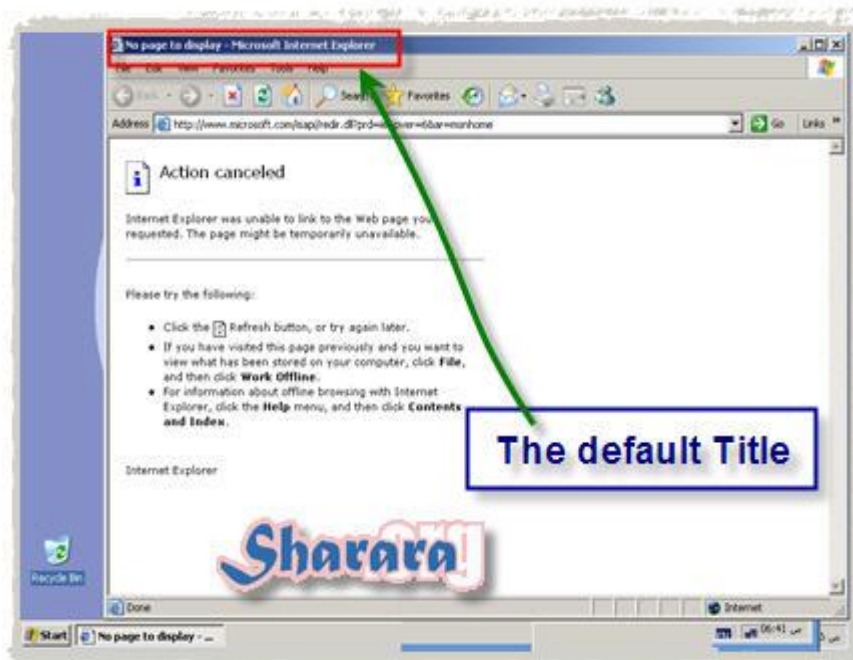 No page to display - Microsoft Internet Explorer
File Edit View Favorites Tools Help
Search Favorites
Address Go Links »
Action canceled
Internet Explorer was unable to link to the Web page you
requested. The page might be temporarily unavailable.
Please try the following:
Click the Refresh button, or try again later.
If you have visited this page previously and you want to
view what has been stored on your computer, click File,
and then click Work Offline.
For information about offline browsing with Internet
Explorer, click the Help menu, and then click Contents
and Index.
The default Title
Internet Explorer
Sharara.org
Recycle Bin
Done Internet
Start No page to display - ... 06:41 ص